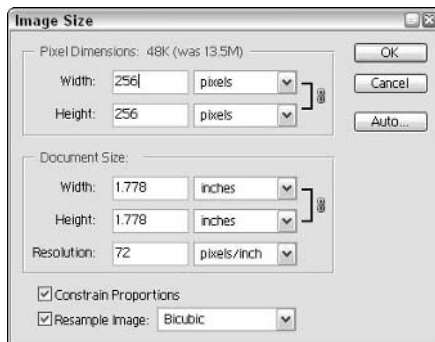 Image Size
Pixel Dimensions: 48K (was 13.5M)
OK
Width: 256 pixels
Cancel
Height: 256 pixels
Auto...
Document Size:
Width: 1.778 inches
Height: 1.778 inches
Resolution: 72 pixels/inch
Constrain Proportions
Resample Image: Bicubic